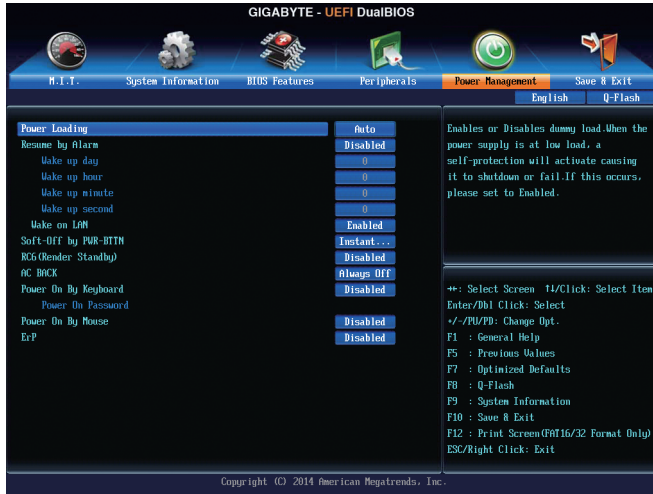 GIGABYTE - UEFI DualBIOS
M.I.T. System Information BIOS Features Peripherals Power Management Save & Exit
English Q-Flash
Power Loading Auto
Resume by Alarm Disabled
Wake up day 0
Wake up hour 0
Wake up minute 0
Wake up second 0
Wake on LAN Enabled
Soft-Off by PWR-BTTN Instant...
RC6(Render Standby) Disabled
AC BACK Always Off
Power On By Keyboard Disabled
Power On Password
Power On By Mouse Disabled
ErP Disabled
Enables or Disables dummy load.When the
power supply is at low load, a
self-protection will activate causing
it to shutdown or fail.If this occurs,
please set to Enabled.
↔: Select Screen ↑↓/Click: Select Item
Enter/Dbl Click: Select
+/-/PU/PD: Change Opt.
F1 : General Help
F5 : Previous Values
F7 : Optimized Defaults
F8 : Q-Flash
F9 : System Information
F10 : Save & Exit
F12 : Print Screen(FAT16/32 Format Only)
ESC/Right Click: Exit
Copyright (C) 2014 American Megatrends, Inc.